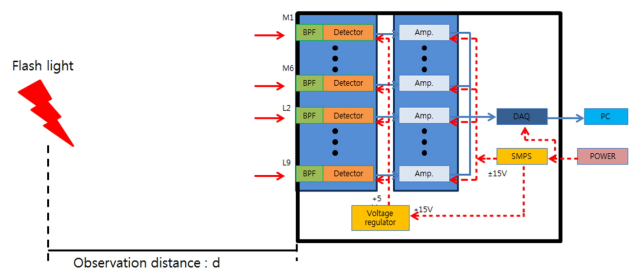 M1
BPF Detector Amp.
Flash light
M6
BPF Detector Amp.
L2
BPF Detector Amp. DAQ PC
SMPS POWER
±15V
L9
BPF Detector Amp.
+5
Voltage
regulator
±15V
Observation distance : d